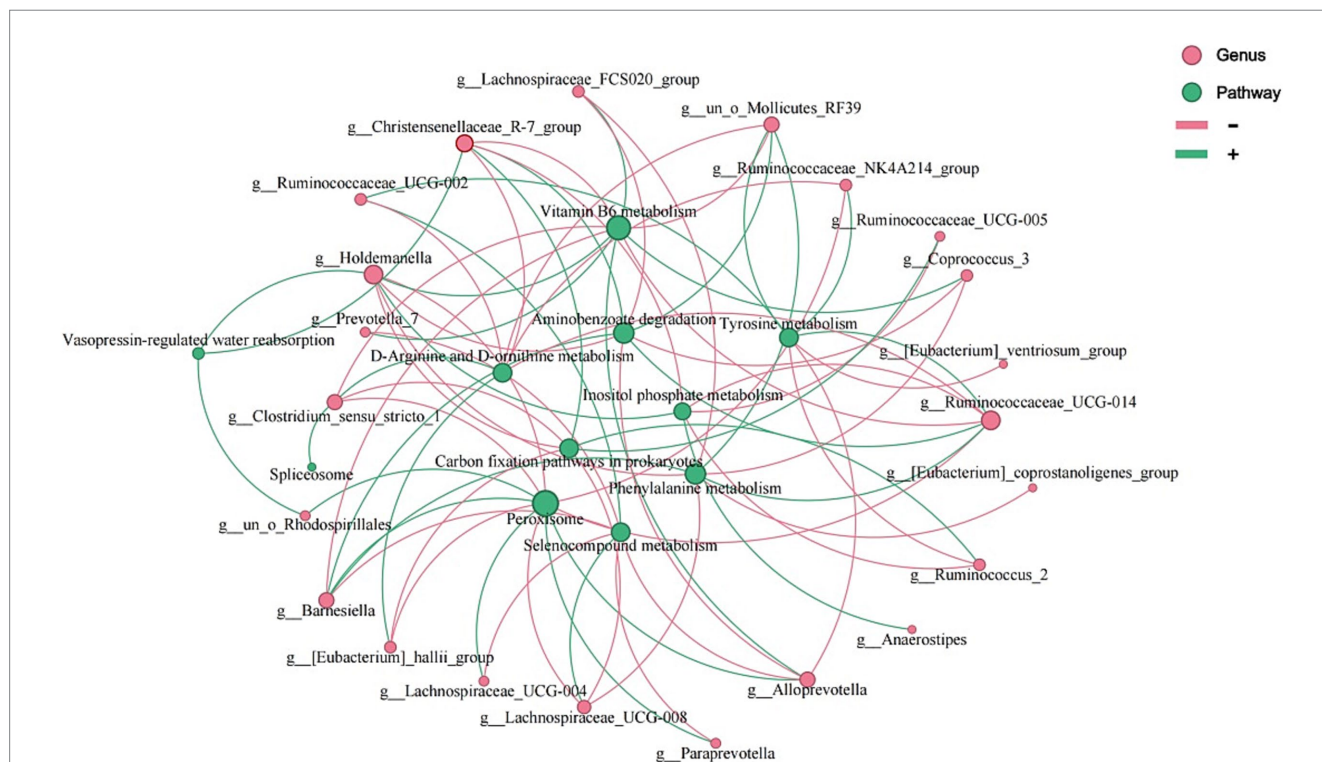 Genus
g__Lachnospiraceae_FCS020_group
Pathway
g__un_o_Mollicutes_RF39
g__Christensenellaceae_R-7_group
-
+
g__Ruminococcaceae_NK4A214_group
g__Ruminococcaceae_UCG-002
Vitamin B6 metabolism
g__Ruminococcaceae_UCG-005
g__Holdemanella
g__Coprococcus_3
g__Prevotella_7
Aminobenzoate degradation
Tyrosine metabolism
Vasopressin-regulated water reabsorption
g__[Eubacterium]_ventriosum_group
D-Arginine and D-ornithine metabolism
Inositol phosphate metabolism
g__Ruminococcaceae_UCG-014
g__Clostridium_sensu_stricto_1
Carbon fixation pathways in prokaryotes
Spliceosome
g__[Eubacterium]_coprostanoligenes_group
Phenylalanine metabolism
g__un_o_Rhodospirillales
Peroxisome
Selenocompound metabolism
g__Ruminococcus_2
g__Barnesiella
g__Anaerostipes
g__[Eubacterium]_hallii_group
g__Lachnospiraceae_UCG-004
g__Alloprevotella
g__Lachnospiraceae_UCG-008
g__Paraprevotella